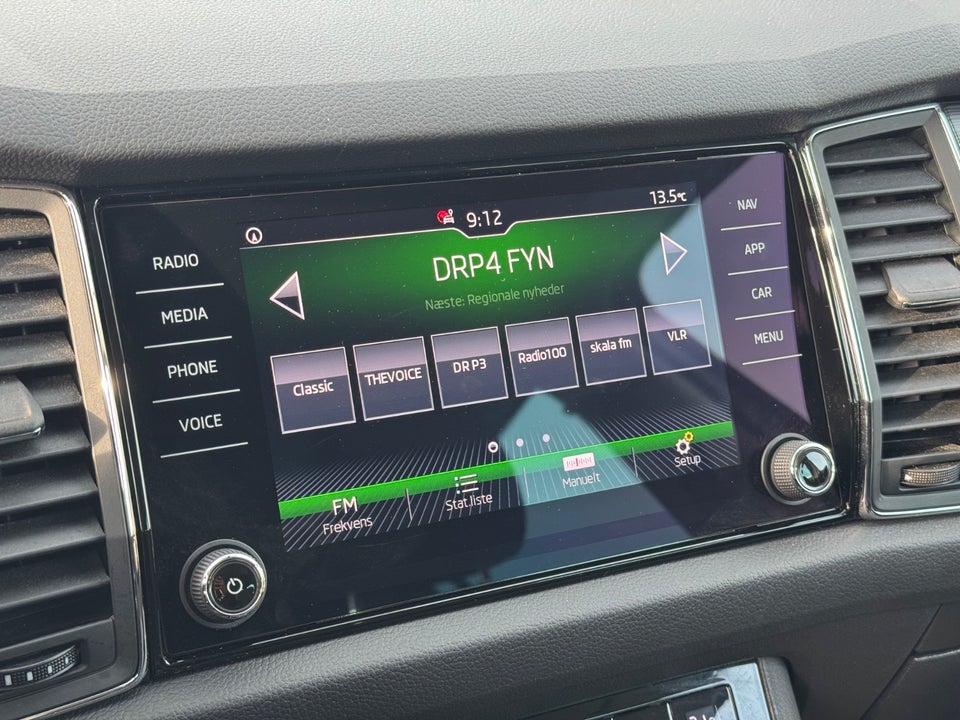 9:12
13.5°C
DRP4 FYN
Næste: Regionale nyheder
RADIO
MEDIA
PHONE
VOICE
NAV
APP
CAR
MENU
Classic
THEVOICE
DR P3
Radio100
skala fm
VLR
FM
Frekvens
Stat.liste
Manuelt
Setup